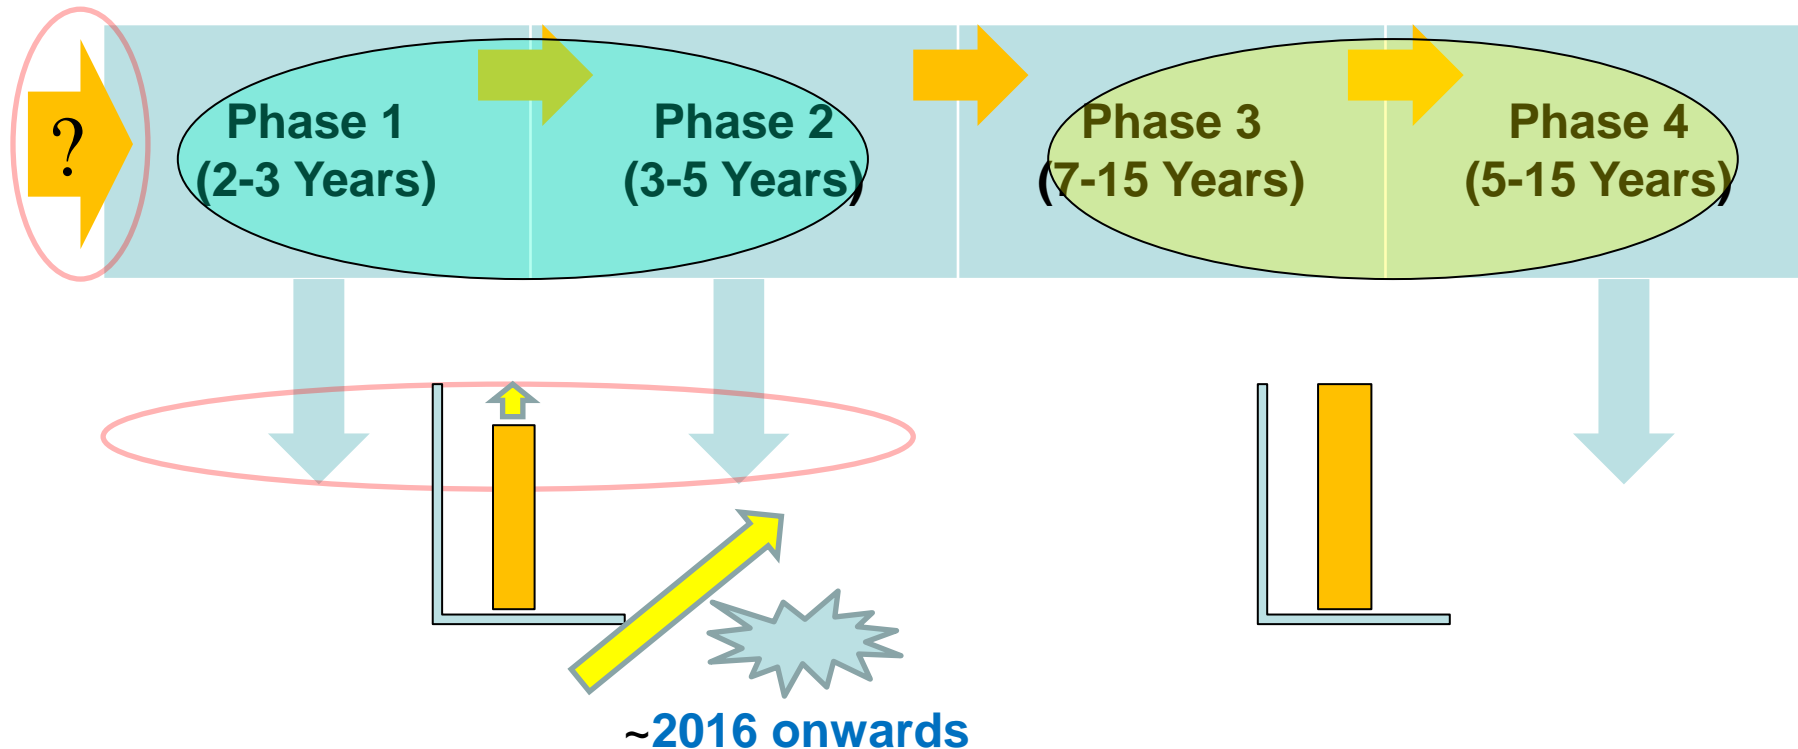 ?
Phase 1
(2-3 Years)
Phase 2
(3-5 Years)
Phase 3
(7-15 Years)
Phase 4
(5-15 Years)
~2016 onwards